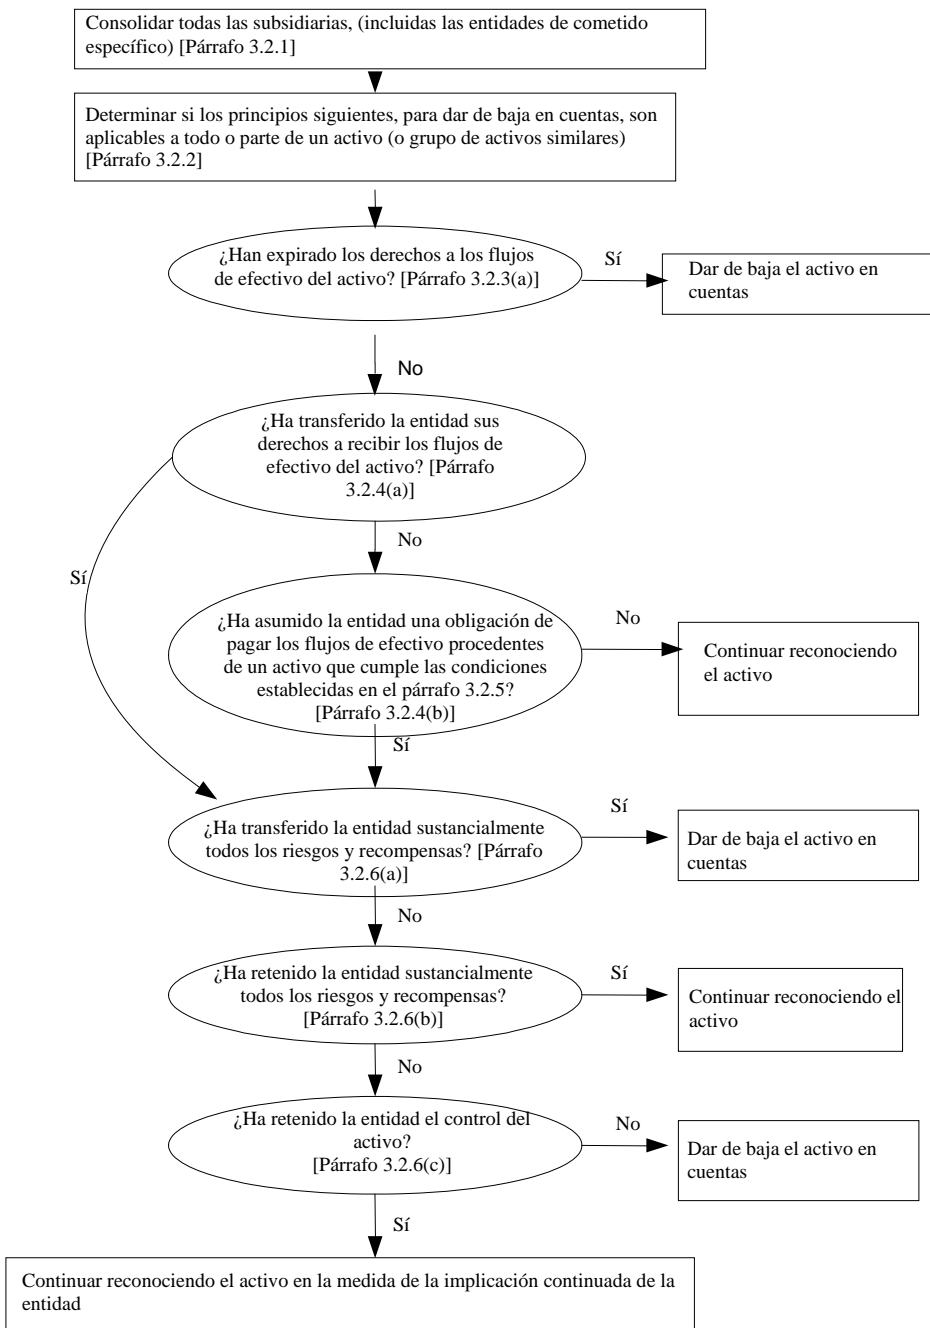 Consolidar todas las subsidiarias, (incluidas las entidades de cometido
específico) [Párrafo 3.2.1]
Determinar si los principios siguientes, para dar de baja en cuentas, son
aplicables a todo o parte de un activo (o grupo de activos similares)
[Párrafo 3.2.2]
¿Han expirado los derechos a los flujos
de efectivo del activo? [Párrafo 3.2.3(a)]
Sí
Dar de baja el activo en
cuentas
No
¿Ha transferido la entidad sus
derechos a recibir los flujos de
efectivo del activo? [Párrafo
3.2.4(a)]
No
Sí
¿Ha asumido la entidad una obligación de
pagar los flujos de efectivo procedentes
de un activo que cumple las condiciones
establecidas en el párrafo 3.2.5?
[Párrafo 3.2.4(b)]
No
Continuar reconociendo
el activo
Sí
¿Ha transferido la entidad sustancialmente
todos los riesgos y recompensas? [Párrafo
3.2.6(a)]
Sí
Dar de baja el activo en
cuentas
No
¿Ha retenido la entidad sustancialmente
todos los riesgos y recompensas?
[Párrafo 3.2.6(b)]
Sí
Continuar reconociendo el
activo
No
¿Ha retenido la entidad el control del
activo?
[Párrafo 3.2.6(c)]
No
Dar de baja el activo en
cuentas
Sí
Continuar reconociendo el activo en la medida de la implicación continuada de la
entidad